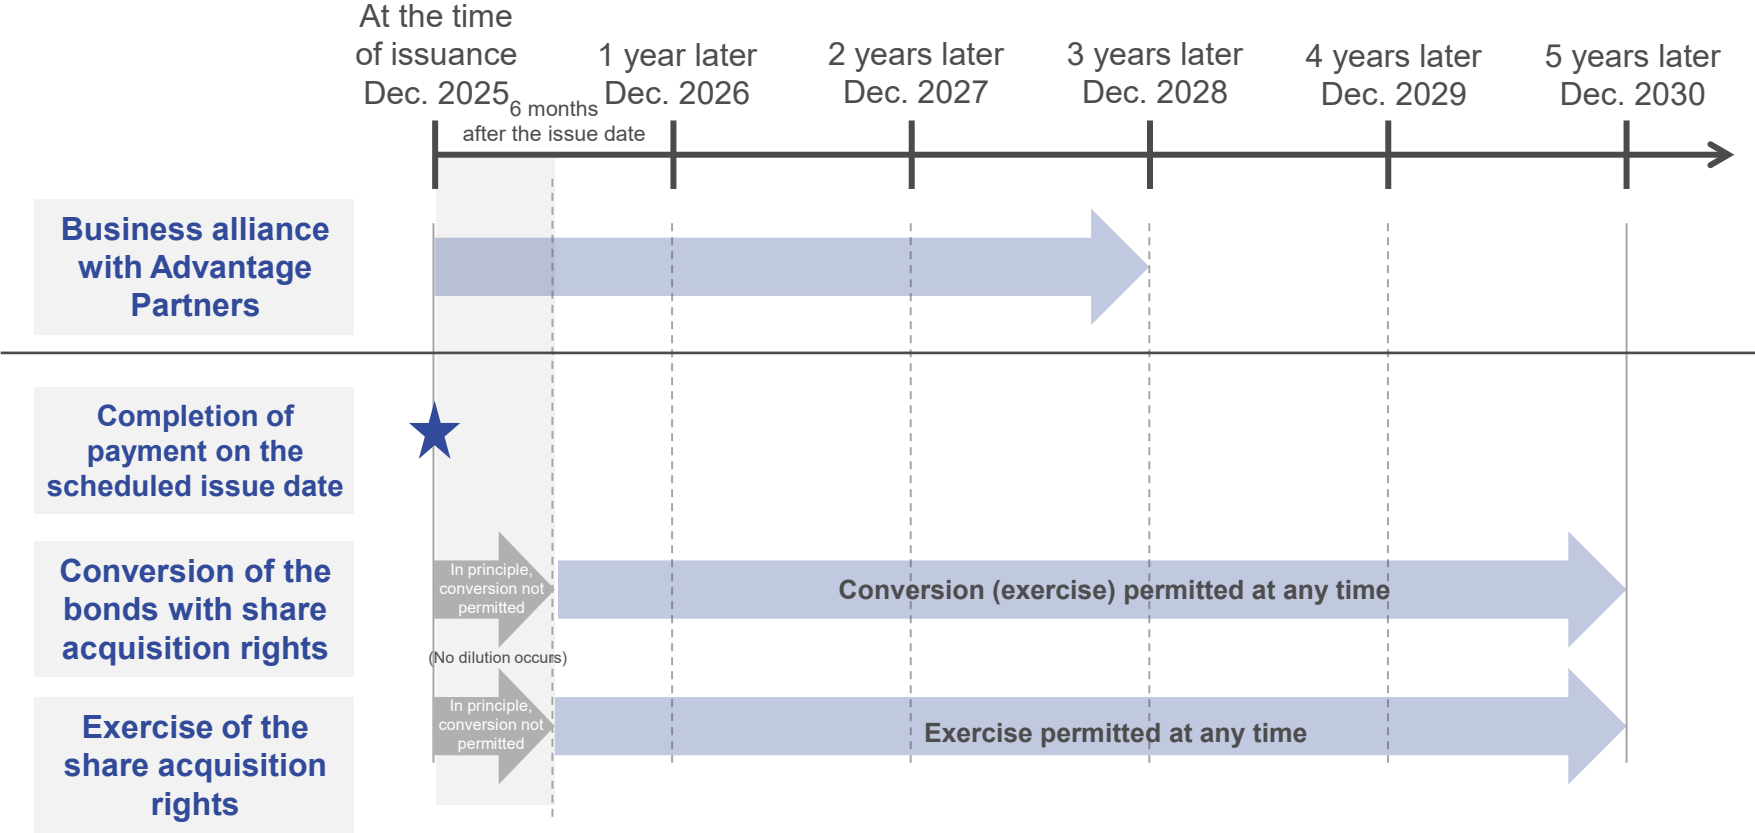 At the time
of issuance
Dec. 2025
6 months
after the issue date
1 year later
Dec. 2026
2 years later
Dec. 2027
3 years later
Dec. 2028
4 years later
Dec. 2029
5 years later
Dec. 2030
Business alliance
with Advantage
Partners
Completion of
payment on the
scheduled issue date
Conversion of the
bonds with share
acquisition rights
In principle,
conversion not
permitted
Conversion (exercise) permitted at any time
(No dilution occurs)
Exercise of the
share acquisition
rights
In principle,
conversion not
permitted
Exercise permitted at any time